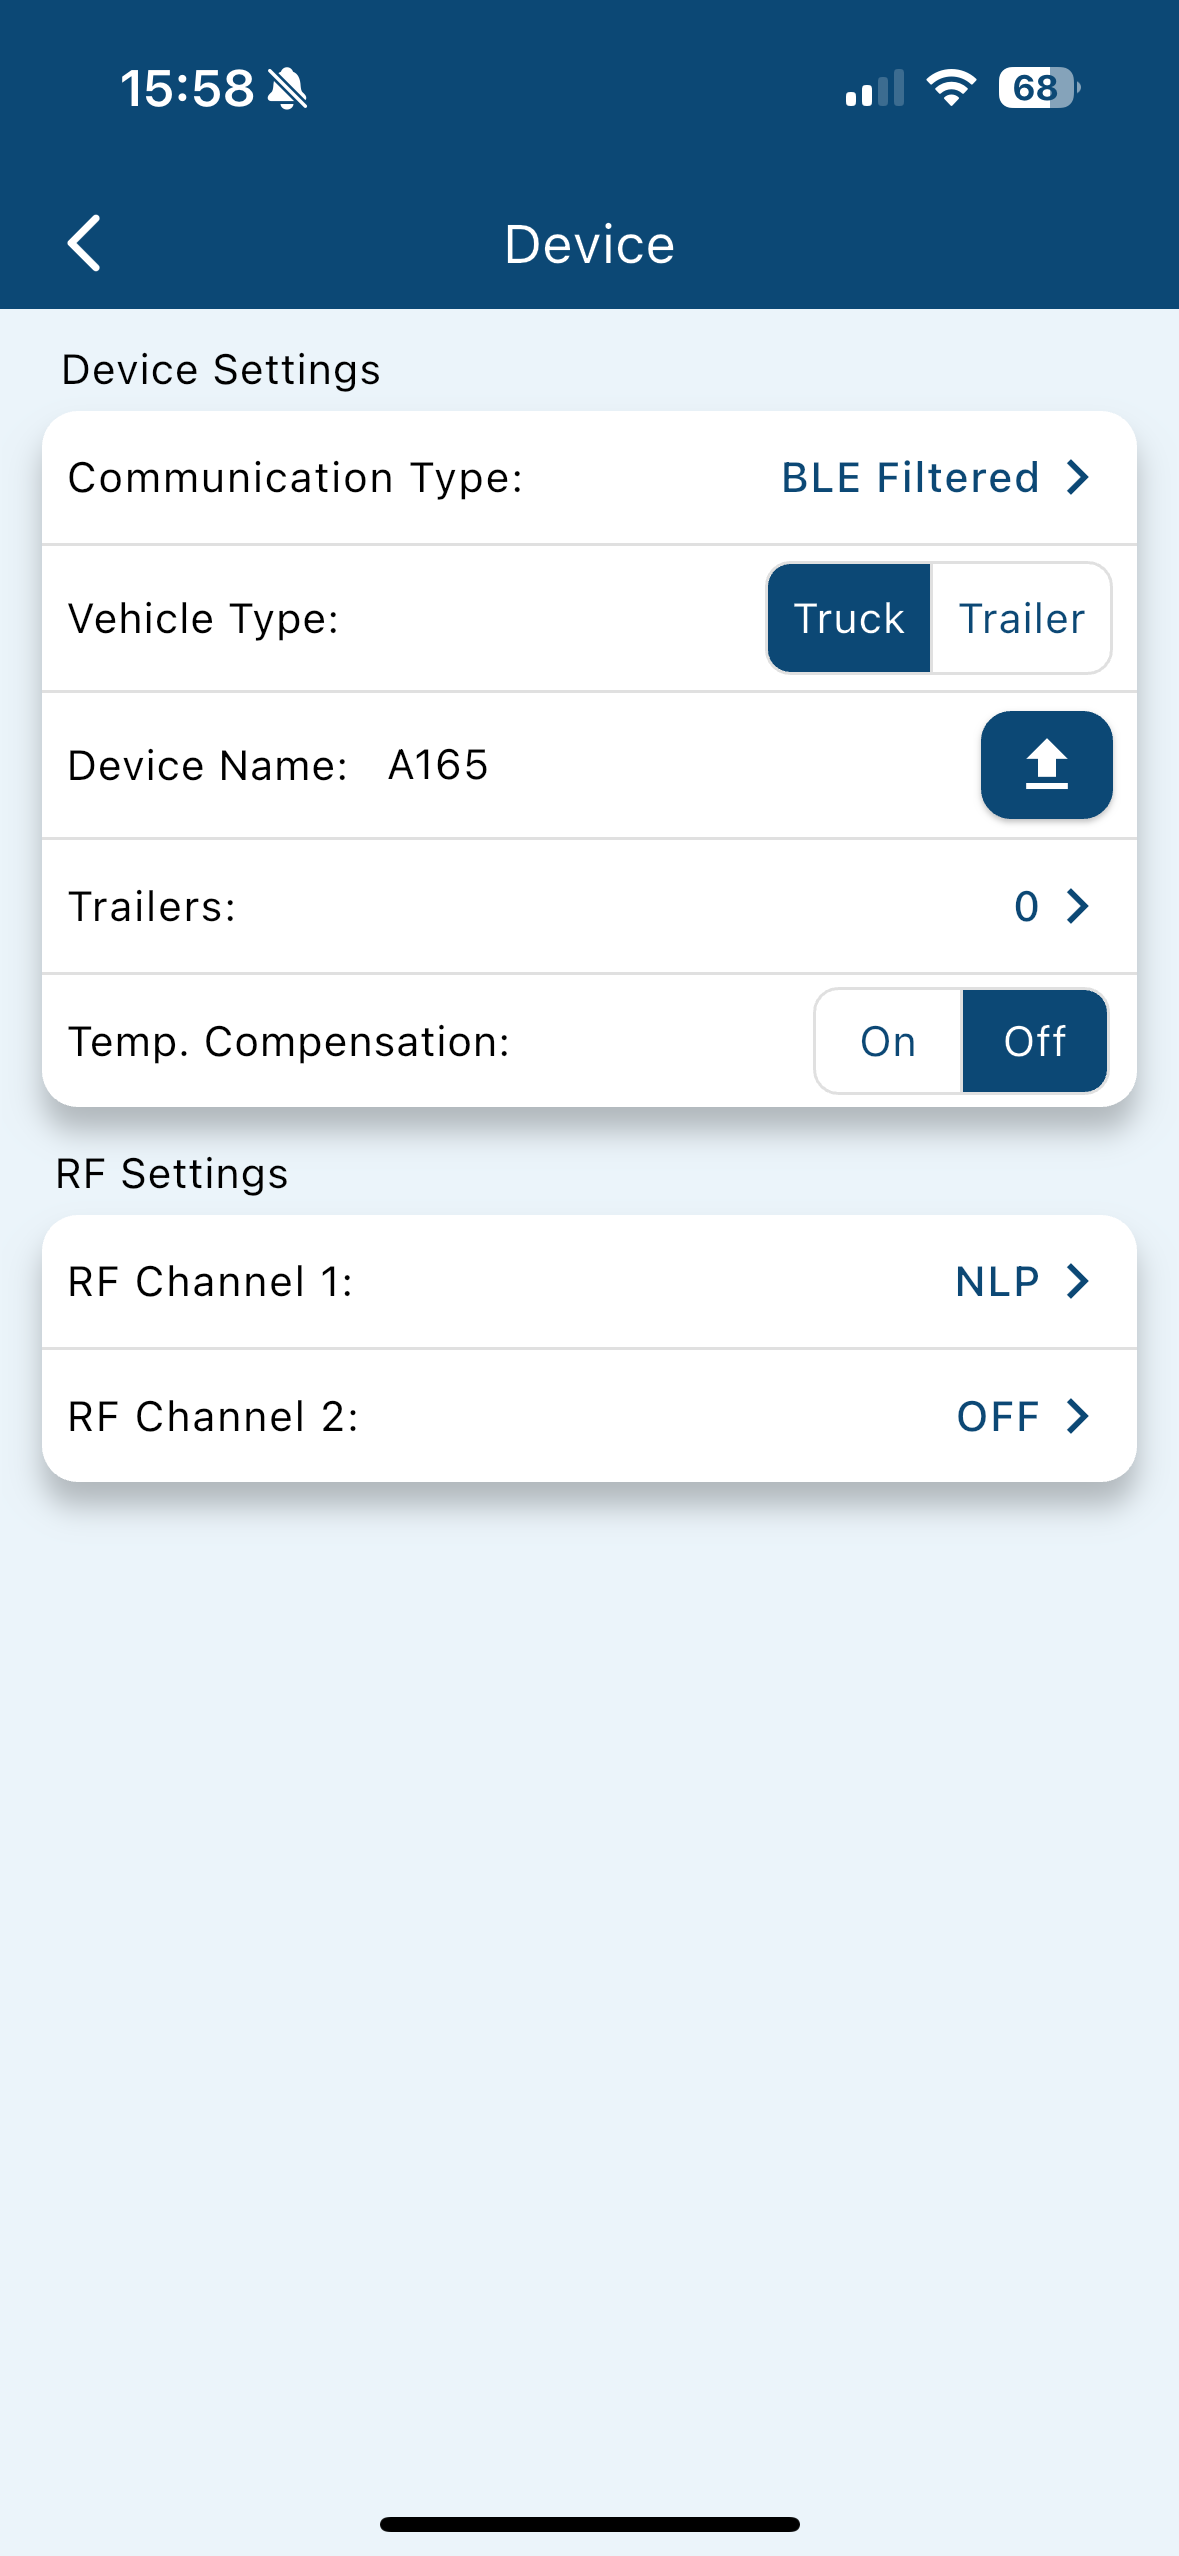 15:58
68
Device
Device Settings
Communication Type: BLE Filtered
Vehicle Type: Truck Trailer
Device Name: A165
Trailers: 0
Temp. Compensation: On Off
RF Settings
RF Channel 1: NLP
RF Channel 2: OFF